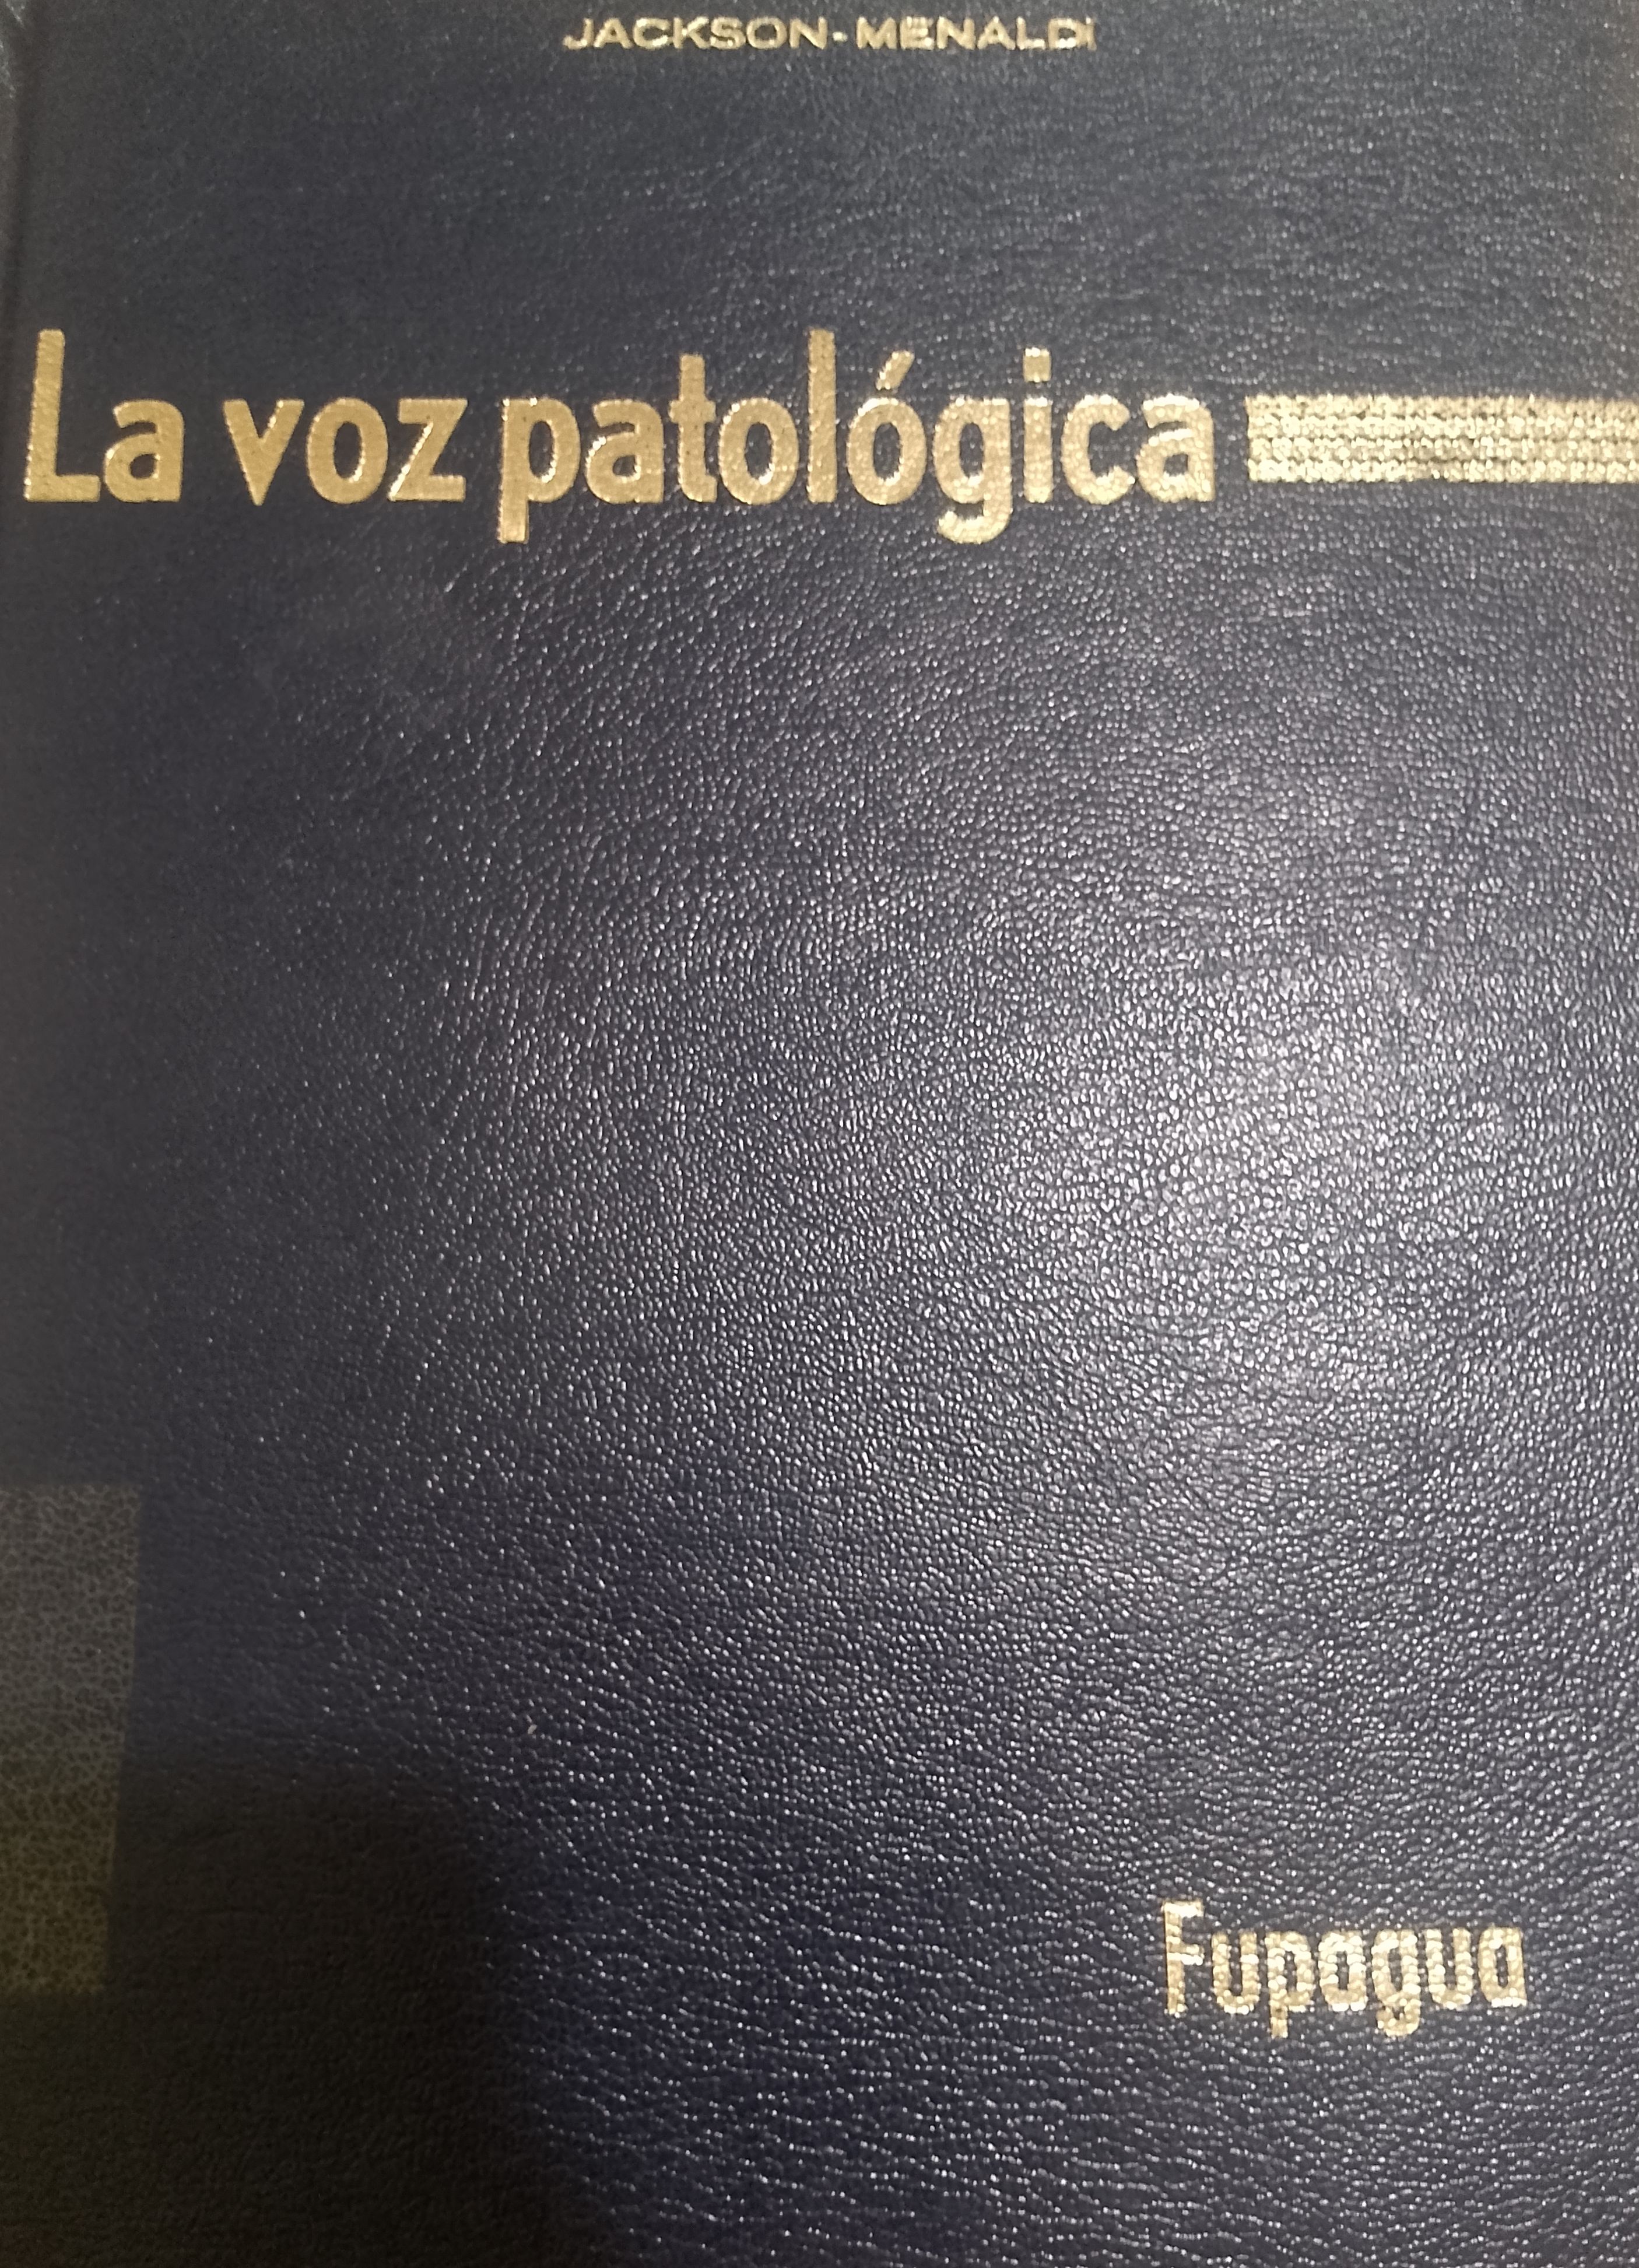 JACKSON-MENALDI
La voz patológica
Fupagua